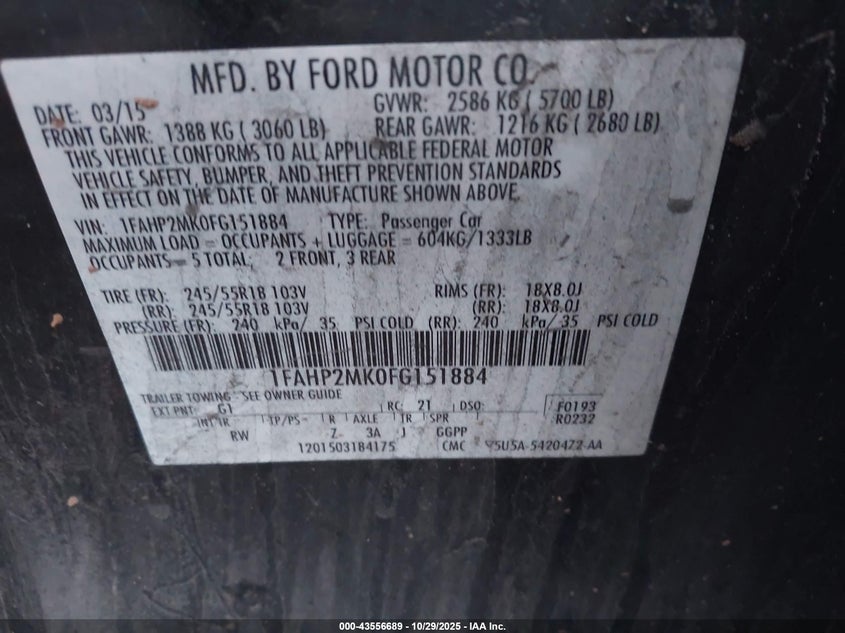 MFD. BY FORD MOTOR CO.
DATE: 03/15 GVWR: 2586 KG ( 5700 LB)
FRONT GAWR: 1388 KG ( 3060 LB) REAR GAWR: 1216 KG ( 2680 LB)
THIS VEHICLE CONFORMS TO ALL APPLICABLE FEDERAL MOTOR
VEHICLE SAFETY, BUMPER, AND THEFT PREVENTION STANDARDS
IN EFFECT ON THE DATE OF MANUFACTURE SHOWN ABOVE.
VIN: 1FAHP2MK0FG151884 TYPE: Passenger Car
MAXIMUM LOAD = OCCUPANTS + LUGGAGE = 604KG/1333LB
OCCUPANTS = 5 TOTAL, 2 FRONT, 3 REAR
TIRE (FR): 245/55R18 103V RIMS (FR): 18X8.0J
(RR): 245/55R18 103V (RR): 18X8.0J
PRESSURE (FR): 240 kPa/ 35 PSI COLD (RR): 240 kPa/ 35 PSI COLD
1FAHP2MK0FG151884
TRAILER TOWING - SEE OWNER GUIDE
EXT PNT: G1 RC: 21 DSO: F0193
INT TR TP/PS R AXLE TR SPR R0232
RW Z 3A J GGPP
1201503184175 CMC 5U5A-5420472-AA
000-43556689 - 10/29/2025 - IAA Inc.